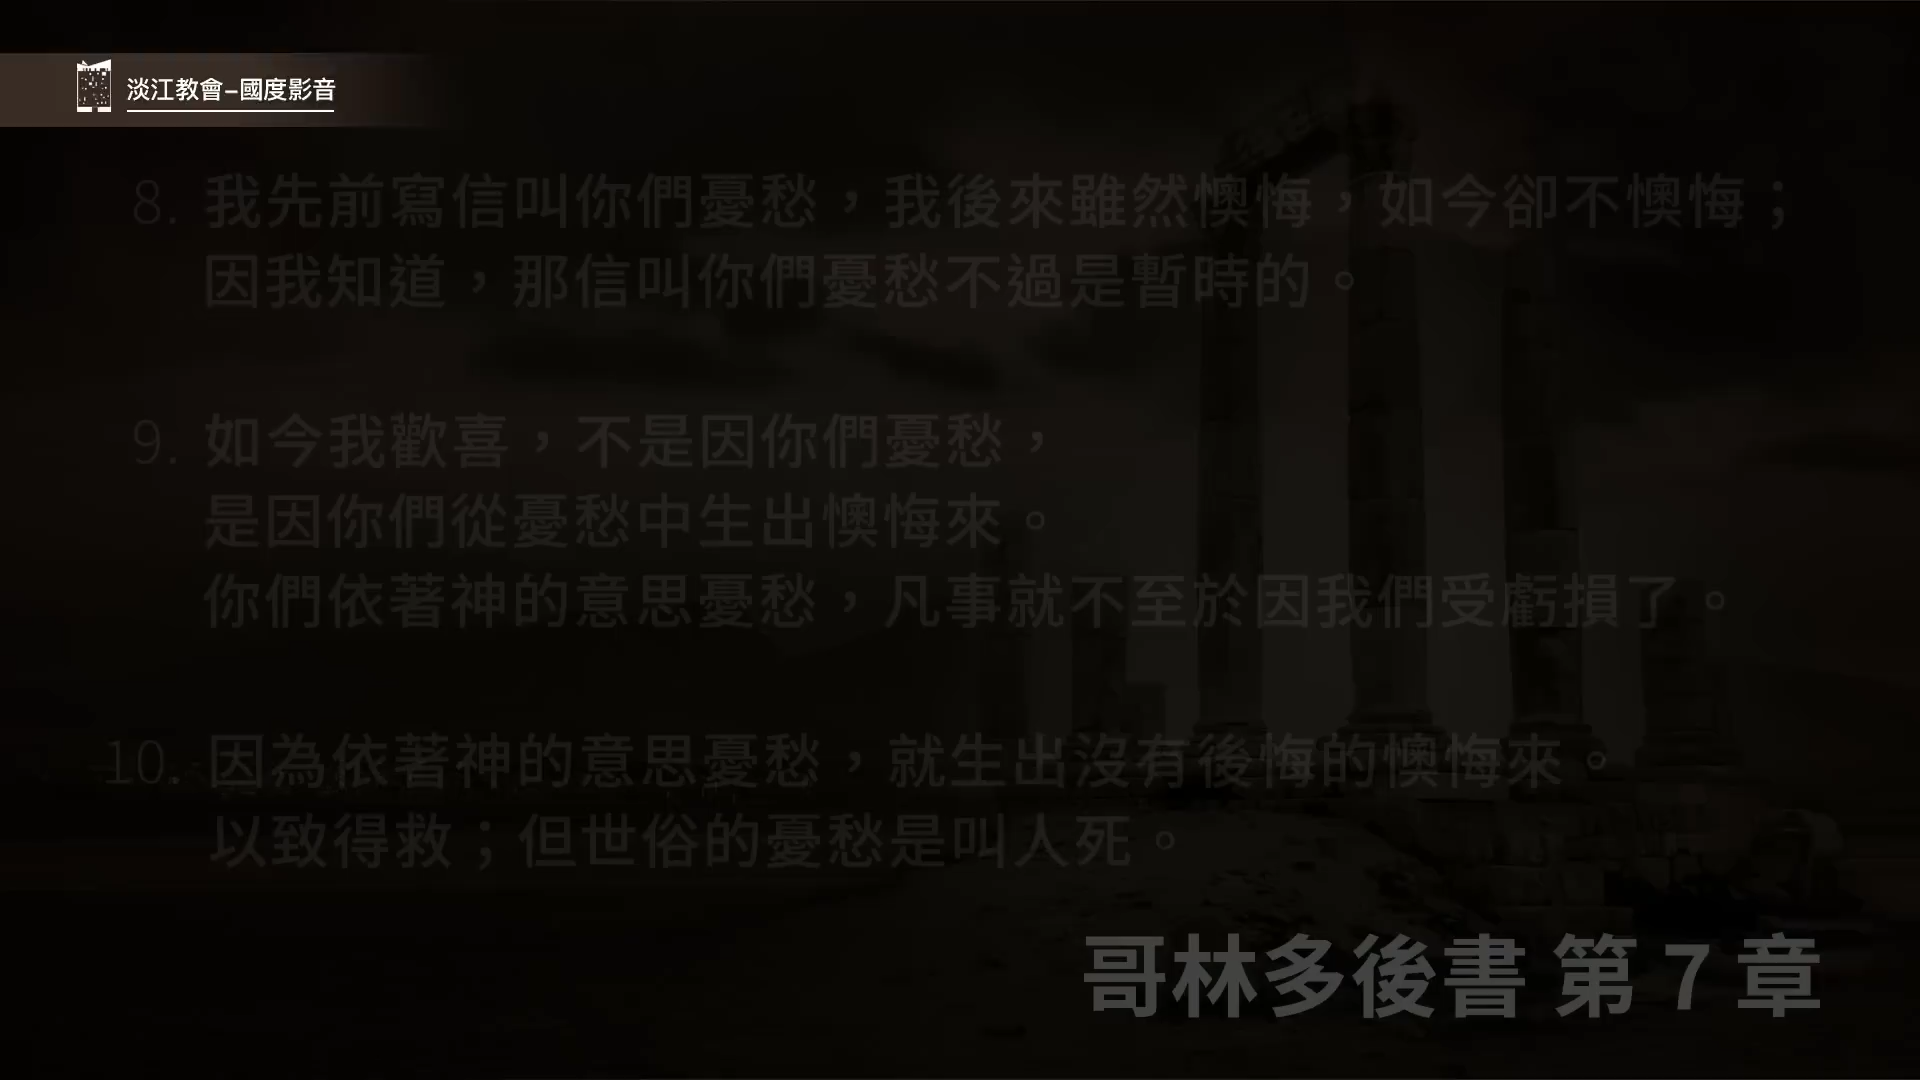 淡江教會–國度影音
8. 我先前寫信叫你們憂愁，我後來雖然懊悔，如今卻不懊悔；
因我知道，那信叫你們憂愁不過是暫時的。
9. 如今我歡喜，不是因你們憂愁，
是因你們從憂愁中生出懊悔來。
你們依著神的意思憂愁，凡事就不至於因我們受虧損了。
10. 因為依著神的意思憂愁，就生出沒有後悔的懊悔來。
以致得救；但世俗的憂愁是叫人死。
哥林多後書 第 7 章